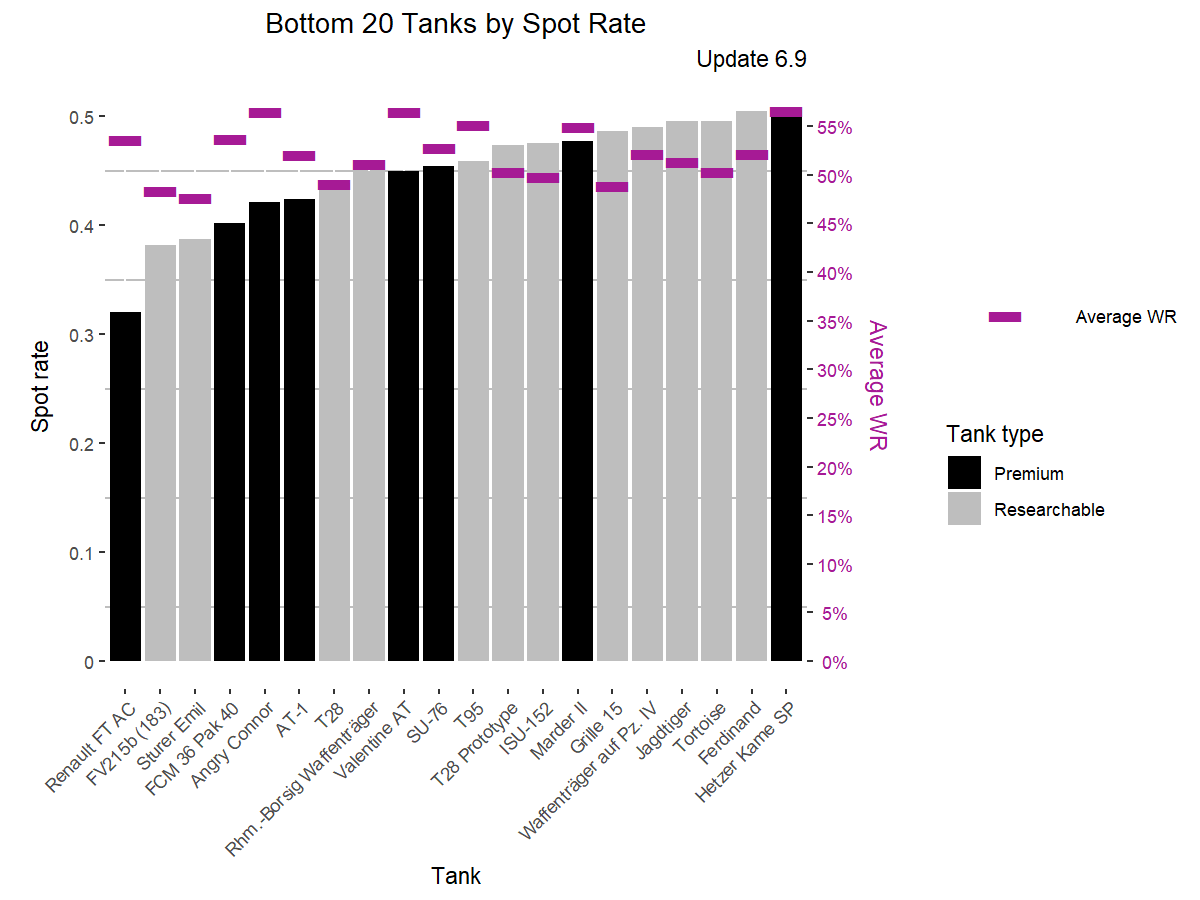 Bottom 20 Tanks by Spot Rate
Update 6.9
Spot rate
0.5
0.4
0.3
0.2
0.1
0
55%
50%
45%
40%
35%
30%
25%
20%
15%
10%
5%
0%
Average WR
Renault FT AC
FV215b (183)
Sturer Emil
FCM 36 Pak 40
Angry Connor
AT-1
T28
Rhm.-Borsig Waffenträger
Valentine AT
SU-76
T95
T28 Prototype
ISU-152
Marder II
Grille 15
Waffenträger auf Pz. IV
Jagdtiger
Tortoise
Ferdinand
Hetzer Kame SP
Tank
Average WR
Tank type
Premium
Researchable